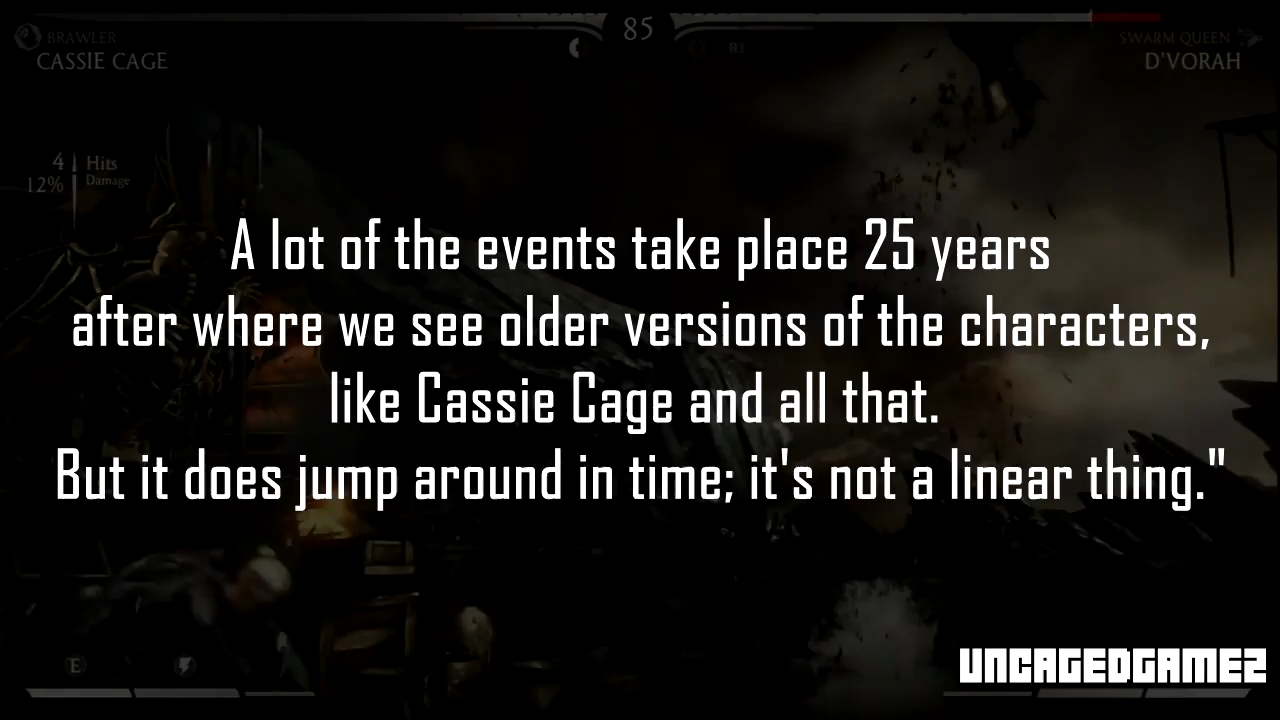 85
BRAWLER
CASSIE CAGE
SWARM QUEEN
D'VORAH
R1
4 Hits
12% Damage
A lot of the events take place 25 years
after where we see older versions of the characters,
like Cassie Cage and all that.
But it does jump around in time; it's not a linear thing."
E
UNCAGEDGAMEZ